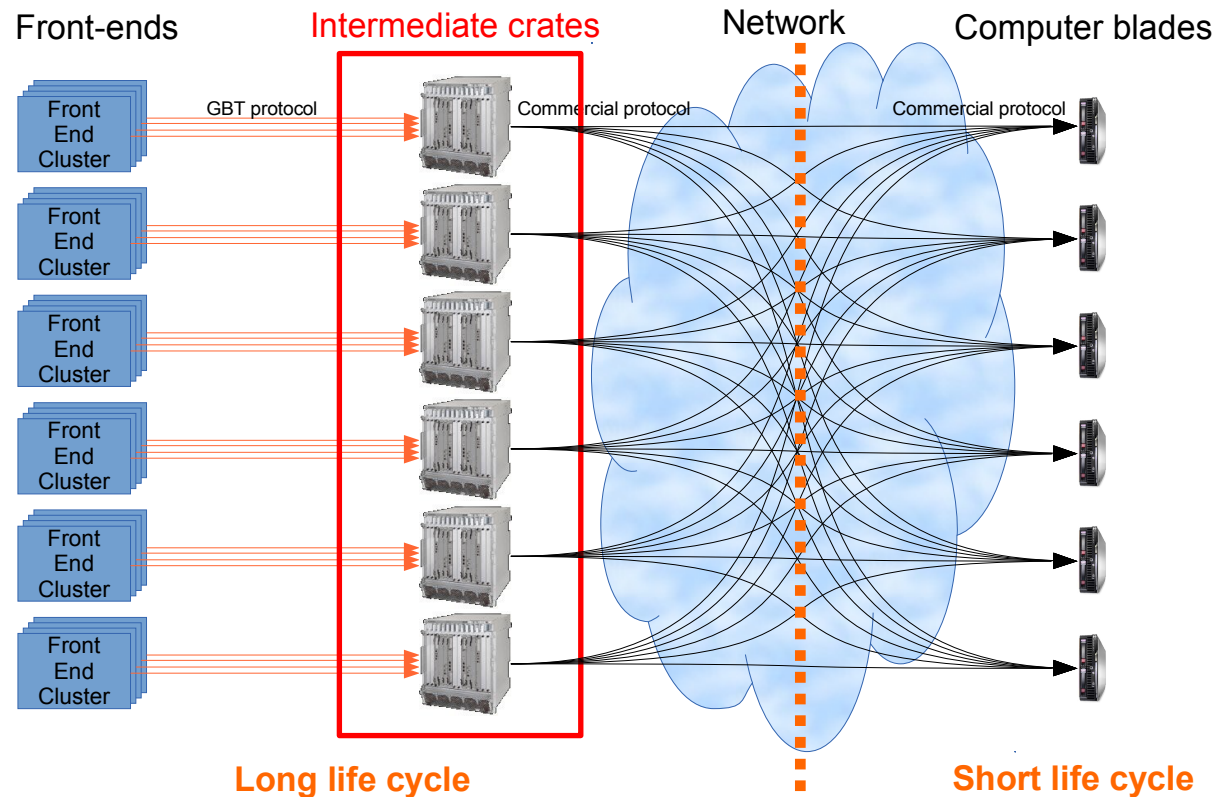 Front-ends
Intermediate crates
Network
Computer blades
GBT protocol
Commercial protocol
Commercial protocol
Front
End
Cluster
Front
End
Cluster
Front
End
Cluster
Front
End
Cluster
Front
End
Cluster
Front
End
Cluster
Long life cycle
Short life cycle